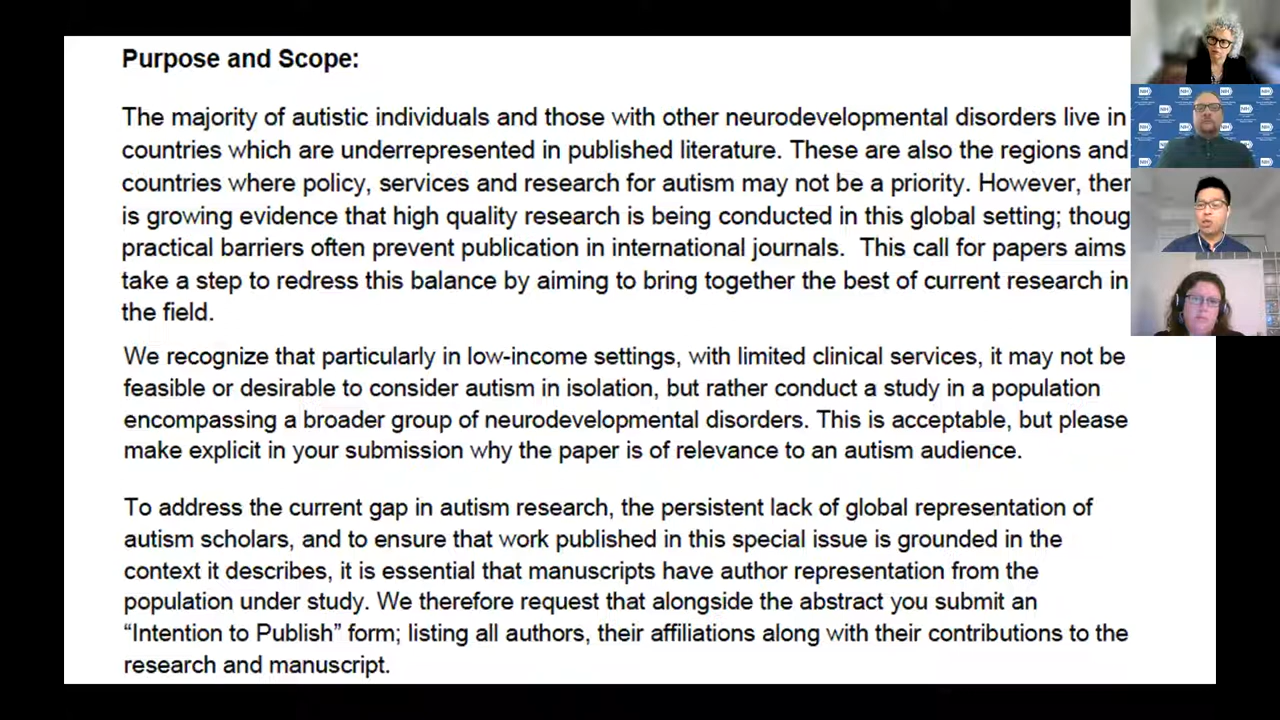 Purpose and Scope:
The majority of autistic individuals and those with other neurodevelopmental disorders live in
countries which are underrepresented in published literature. These are also the regions and
countries where policy, services and research for autism may not be a priority. However, ther
is growing evidence that high quality research is being conducted in this global setting; thoug
practical barriers often prevent publication in international journals.  This call for papers aims
take a step to redress this balance by aiming to bring together the best of current research in
the field.
We recognize that particularly in low-income settings, with limited clinical services, it may not be
feasible or desirable to consider autism in isolation, but rather conduct a study in a population
encompassing a broader group of neurodevelopmental disorders. This is acceptable, but please
make explicit in your submission why the paper is of relevance to an autism audience.
To address the current gap in autism research, the persistent lack of global representation of
autism scholars, and to ensure that work published in this special issue is grounded in the
context it describes, it is essential that manuscripts have author representation from the
population under study. We therefore request that alongside the abstract you submit an
“Intention to Publish” form; listing all authors, their affiliations along with their contributions to the
research and manuscript.
NIH